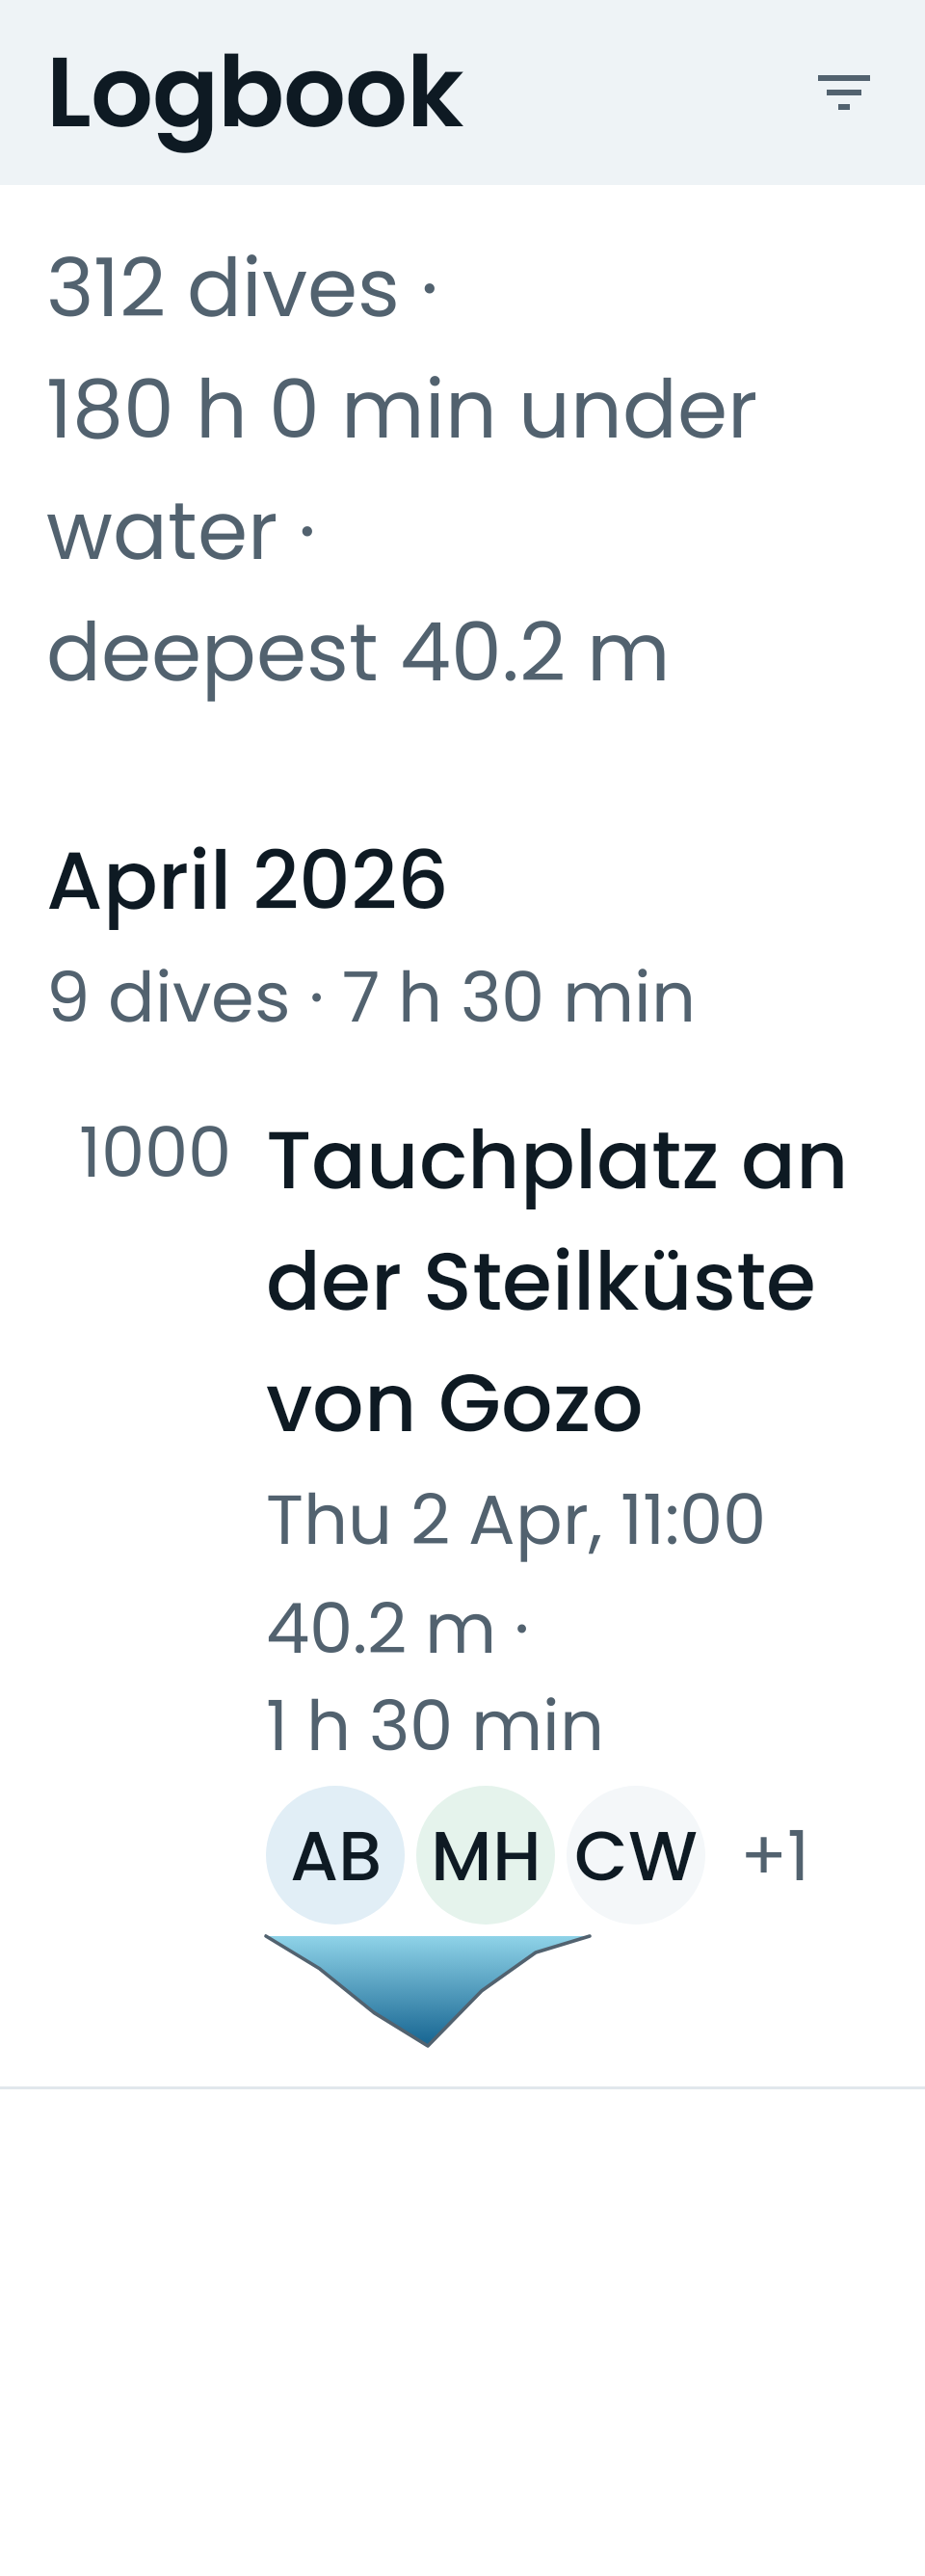 Logbook
312 dives ·
180 h 0 min under
water ·
deepest 40.2 m
April 2026
9 dives · 7 h 30 min
1000
Tauchplatz an
der Steilküste
von Gozo
Thu 2 Apr, 11:00
40.2 m ·
1 h 30 min
AB MH CW +1